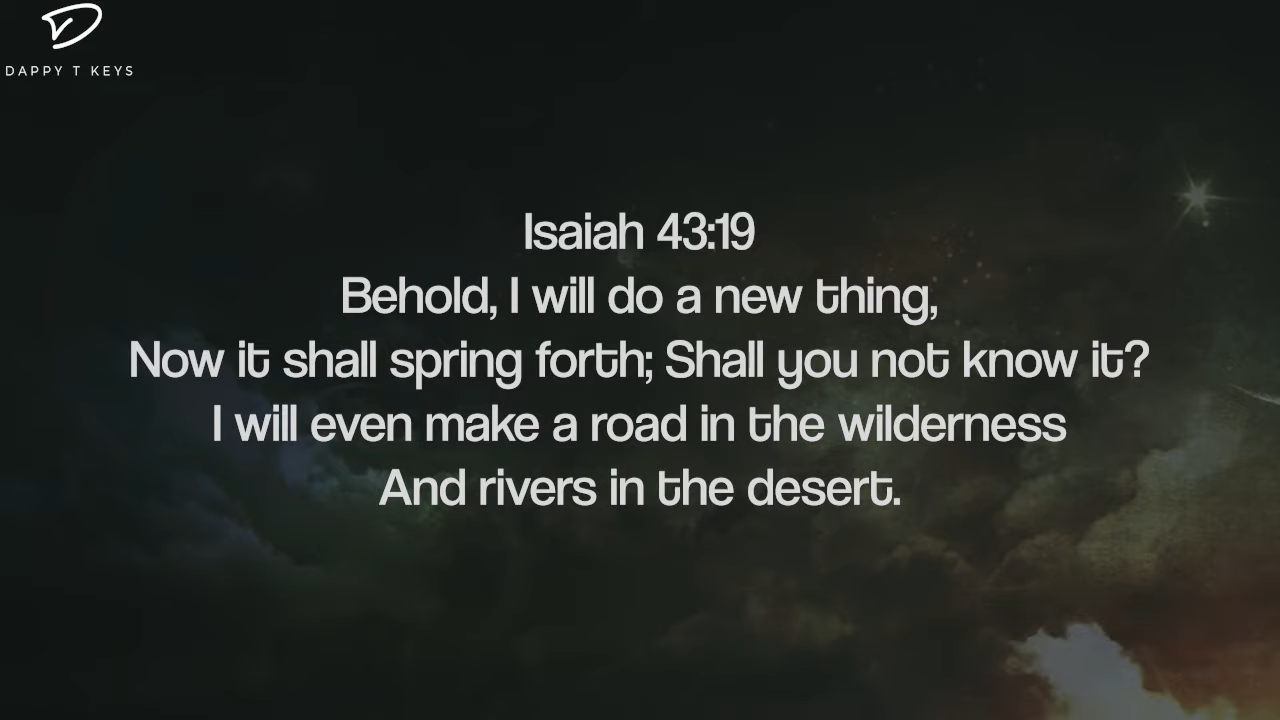 DAPPY T KEYS
Isaiah 43:19
Behold, I will do a new thing,
Now it shall spring forth; Shall you not know it?
I will even make a road in the wilderness
And rivers in the desert.